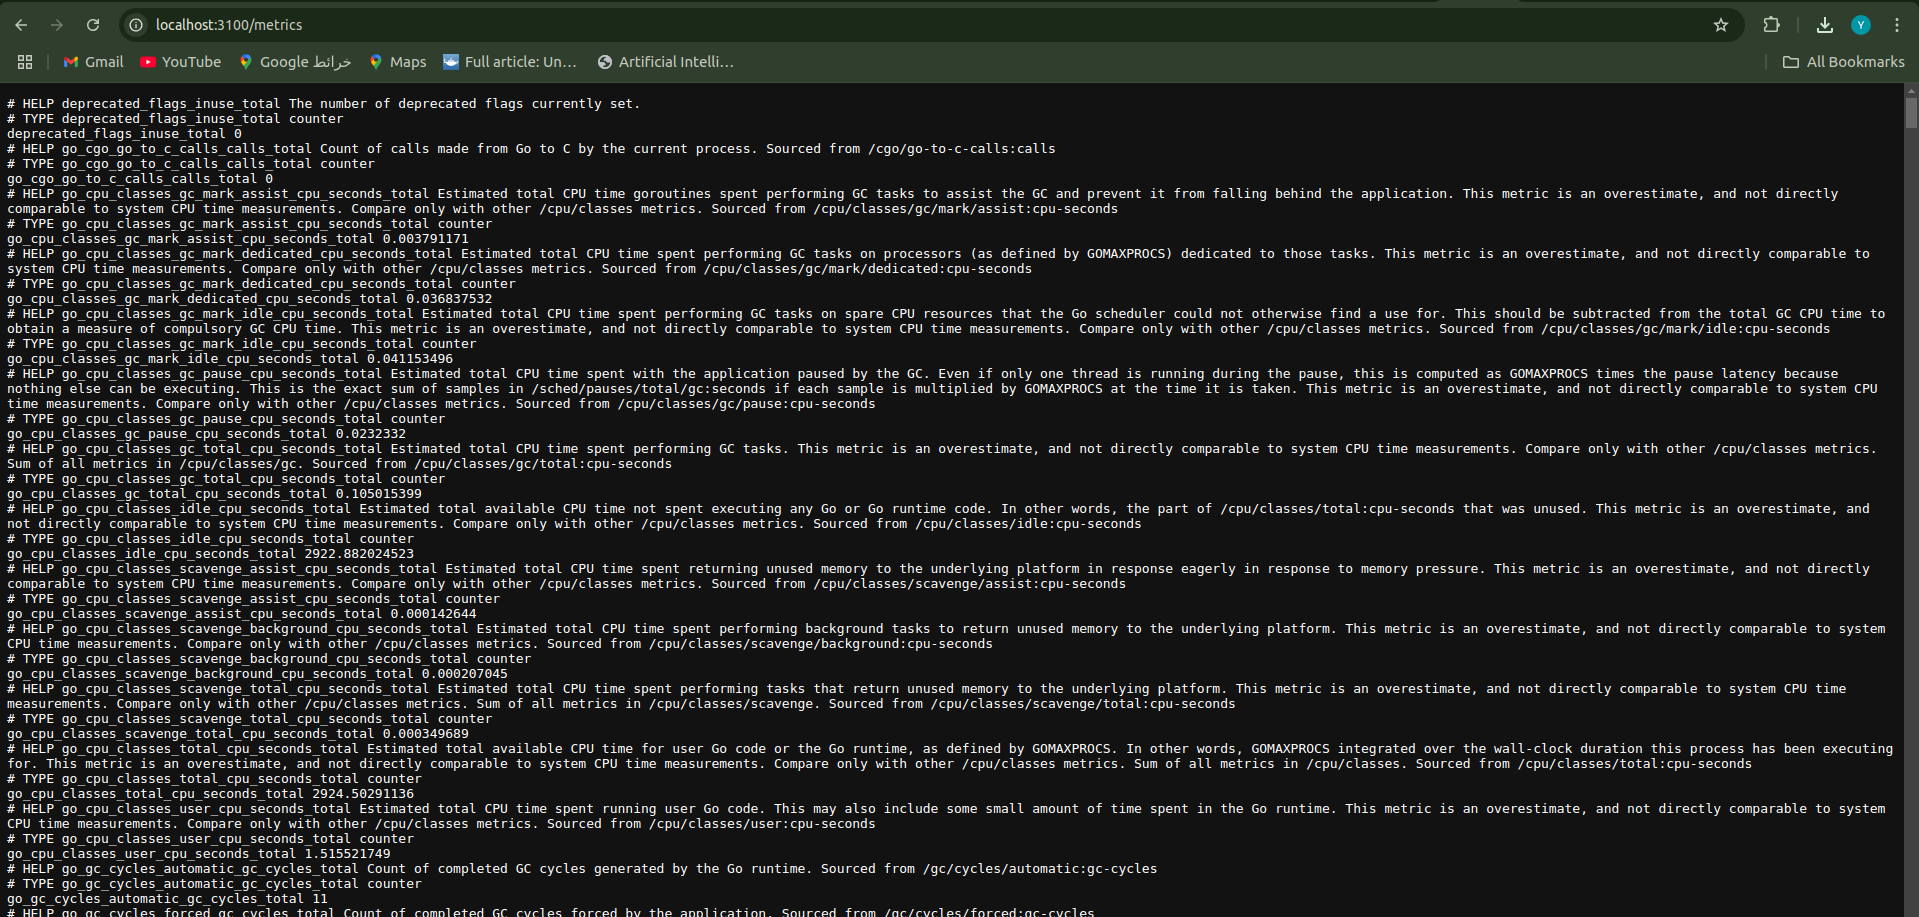 localhost:3100/metrics
Y
Gmail
YouTube
Google خرائط
Maps
Full article: Un...
Artificial Intelli...
All Bookmarks
# HELP deprecated_flags_inuse_total The number of deprecated flags currently set.
# TYPE deprecated_flags_inuse_total counter
deprecated_flags_inuse_total 0
# HELP go_cgo_go_to_c_calls_calls_total Count of calls made from Go to C by the current process. Sourced from /cgo/go-to-c-calls:calls
# TYPE go_cgo_go_to_c_calls_calls_total counter
go_cgo_go_to_c_calls_calls_total 0
# HELP go_cpu_classes_gc_mark_assist_cpu_seconds_total Estimated total CPU time goroutines spent performing GC tasks to assist the GC and prevent it from falling behind the application. This metric is an overestimate, and not directly
comparable to system CPU time measurements. Compare only with other /cpu/classes metrics. Sourced from /cpu/classes/gc/mark/assist:cpu-seconds
# TYPE go_cpu_classes_gc_mark_assist_cpu_seconds_total counter
go_cpu_classes_gc_mark_assist_cpu_seconds_total 0.003791171
# HELP go_cpu_classes_gc_mark_dedicated_cpu_seconds_total Estimated total CPU time spent performing GC tasks on processors (as defined by GOMAXPROCS) dedicated to those tasks. This metric is an overestimate, and not directly comparable to
system CPU time measurements. Compare only with other /cpu/classes metrics. Sourced from /cpu/classes/gc/mark/dedicated:cpu-seconds
# TYPE go_cpu_classes_gc_mark_dedicated_cpu_seconds_total counter
go_cpu_classes_gc_mark_dedicated_cpu_seconds_total 0.036837532
# HELP go_cpu_classes_gc_mark_idle_cpu_seconds_total Estimated total CPU time spent performing GC tasks on spare CPU resources that the Go scheduler could not otherwise find a use for. This should be subtracted from the total GC CPU time to
obtain a measure of compulsory GC CPU time. This metric is an overestimate, and not directly comparable to system CPU time measurements. Compare only with other /cpu/classes metrics. Sourced from /cpu/classes/gc/mark/idle:cpu-seconds
# TYPE go_cpu_classes_gc_mark_idle_cpu_seconds_total counter
go_cpu_classes_gc_mark_idle_cpu_seconds_total 0.041153496
# HELP go_cpu_classes_gc_pause_cpu_seconds_total Estimated total CPU time spent with the application paused by the GC. Even if only one thread is running during the pause, this is computed as GOMAXPROCS times the pause latency because
nothing else can be executing. This is the exact sum of samples in /sched/pauses/total/gc:seconds if each sample is multiplied by GOMAXPROCS at the time it is taken. This metric is an overestimate, and not directly comparable to system CPU
time measurements. Compare only with other /cpu/classes metrics. Sourced from /cpu/classes/gc/pause:cpu-seconds
# TYPE go_cpu_classes_gc_pause_cpu_seconds_total counter
go_cpu_classes_gc_pause_cpu_seconds_total 0.0232332
# HELP go_cpu_classes_gc_total_cpu_seconds_total Estimated total CPU time spent performing GC tasks. This metric is an overestimate, and not directly comparable to system CPU time measurements. Compare only with other /cpu/classes metrics.
Sum of all metrics in /cpu/classes/gc. Sourced from /cpu/classes/gc/total:cpu-seconds
# TYPE go_cpu_classes_gc_total_cpu_seconds_total counter
go_cpu_classes_gc_total_cpu_seconds_total 0.105015399
# HELP go_cpu_classes_idle_cpu_seconds_total Estimated total available CPU time not spent executing any Go or Go runtime code. In other words, the part of /cpu/classes/total:cpu-seconds that was unused. This metric is an overestimate, and
not directly comparable to system CPU time measurements. Compare only with other /cpu/classes metrics. Sourced from /cpu/classes/idle:cpu-seconds
# TYPE go_cpu_classes_idle_cpu_seconds_total counter
go_cpu_classes_idle_cpu_seconds_total 2922.882024523
# HELP go_cpu_classes_scavenge_assist_cpu_seconds_total Estimated total CPU time spent returning unused memory to the underlying platform in response eagerly in response to memory pressure. This metric is an overestimate, and not directly
comparable to system CPU time measurements. Compare only with other /cpu/classes metrics. Sourced from /cpu/classes/scavenge/assist:cpu-seconds
# TYPE go_cpu_classes_scavenge_assist_cpu_seconds_total counter
go_cpu_classes_scavenge_assist_cpu_seconds_total 0.000142644
# HELP go_cpu_classes_scavenge_background_cpu_seconds_total Estimated total CPU time spent performing background tasks to return unused memory to the underlying platform. This metric is an overestimate, and not directly comparable to system
CPU time measurements. Compare only with other /cpu/classes metrics. Sourced from /cpu/classes/scavenge/background:cpu-seconds
# TYPE go_cpu_classes_scavenge_background_cpu_seconds_total counter
go_cpu_classes_scavenge_background_cpu_seconds_total 0.000207045
# HELP go_cpu_classes_scavenge_total_cpu_seconds_total Estimated total CPU time spent performing tasks that return unused memory to the underlying platform. This metric is an overestimate, and not directly comparable to system CPU time
measurements. Compare only with other /cpu/classes metrics. Sum of all metrics in /cpu/classes/scavenge. Sourced from /cpu/classes/scavenge/total:cpu-seconds
# TYPE go_cpu_classes_scavenge_total_cpu_seconds_total counter
go_cpu_classes_scavenge_total_cpu_seconds_total 0.000349689
# HELP go_cpu_classes_total_cpu_seconds_total Estimated total available CPU time for user Go code or the Go runtime, as defined by GOMAXPROCS. In other words, GOMAXPROCS integrated over the wall-clock duration this process has been executing
for. This metric is an overestimate, and not directly comparable to system CPU time measurements. Compare only with other /cpu/classes metrics. Sum of all metrics in /cpu/classes. Sourced from /cpu/classes/total:cpu-seconds
# TYPE go_cpu_classes_total_cpu_seconds_total counter
go_cpu_classes_total_cpu_seconds_total 2924.50291136
# HELP go_cpu_classes_user_cpu_seconds_total Estimated total CPU time spent running user Go code. This may also include some small amount of time spent in the Go runtime. This metric is an overestimate, and not directly comparable to system
CPU time measurements. Compare only with other /cpu/classes metrics. Sourced from /cpu/classes/user:cpu-seconds
# TYPE go_cpu_classes_user_cpu_seconds_total counter
go_cpu_classes_user_cpu_seconds_total 1.515521749
# HELP go_gc_cycles_automatic_gc_cycles_total Count of completed GC cycles generated by the Go runtime. Sourced from /gc/cycles/automatic:gc-cycles
# TYPE go_gc_cycles_automatic_gc_cycles_total counter
go_gc_cycles_automatic_gc_cycles_total 11
# HELP go_gc_cycles_forced_gc_cycles_total Count of completed GC cycles forced by the application. Sourced from /gc/cycles/forced:gc-cycles